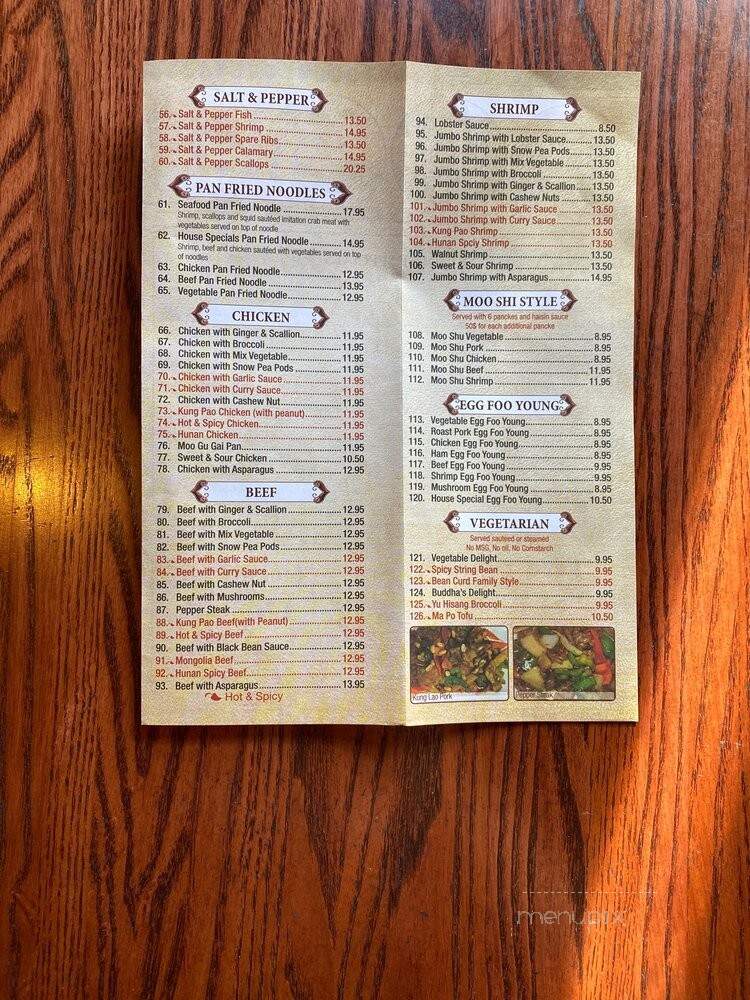 SALT & PEPPER
56. Salt & Pepper Fish 13.50
57. Salt & Pepper Shrimp 14.95
58. Salt & Pepper Spare Ribs 13.50
59. Salt & Pepper Calamary 14.95
60. Salt & Pepper Scallops 20.25
PAN FRIED NOODLES
61. Seafood Pan Fried Noodle 17.95
Shrimp, scallops and squid sautéed imitation crab meat with
vegetables served on top of noodle
62. House Specials Pan Fried Noodle 14.95
Shrimp, beef and chicken sautéed with vegetables served on top
of noodles
63. Chicken Pan Fried Noodle 12.95
64. Beef Pan Fried Noodle 13.95
65. Vegetable Pan Fried Noodle 12.95
CHICKEN
66. Chicken with Ginger & Scallion 11.95
67. Chicken with Broccoli 11.95
68. Chicken with Mix Vegetable 11.95
69. Chicken with Snow Pea Pods 11.95
70. Chicken with Garlic Sauce 11.95
71. Chicken with Curry Sauce 11.95
72. Chicken with Cashew Nut 11.95
73. Kung Pao Chicken (with peanut) 11.95
74. Hot & Spicy Chicken 11.95
75. Hunan Chicken 11.95
76. Moo Gu Gai Pan 11.95
77. Sweet & Sour Chicken 10.50
78. Chicken with Asparagus 12.95
BEEF
79. Beef with Ginger & Scallion 12.95
80. Beef with Broccoli 12.95
81. Beef with Mix Vegetable 12.95
82. Beef with Snow Pea Pods 12.95
83. Beef with Garlic Sauce 12.95
84. Beef with Curry Sauce 12.95
85. Beef with Cashew Nut 12.95
86. Beef with Mushrooms 12.95
87. Pepper Steak 12.95
88. Kung Pao Beef(with Peanut) 12.95
89. Hot & Spicy Beef 12.95
90. Beef with Black Bean Sauce 12.95
91. Mongolia Beef 12.95
92. Hunan Spicy Beef 12.95
93. Beef with Asparagus 13.95
Hot & Spicy
SHRIMP
94. Lobster Sauce 8.50
95. Jumbo Shrimp with Lobster Sauce 13.50
96. Jumbo Shrimp with Snow Pea Pods 13.50
97. Jumbo Shrimp with Mix Vegetable 13.50
98. Jumbo Shrimp with Broccoli 13.50
99. Jumbo Shrimp with Ginger & Scallion 13.50
100. Jumbo Shrimp with Cashew Nuts 13.50
101. Jumbo Shrimp with Garlic Sauce 13.50
102. Jumbo Shrimp with Curry Sauce 13.50
103. Kung Pao Shrimp 13.50
104. Hunan Spciy Shrimp 13.50
105. Walnut Shrimp 13.50
106. Sweet & Sour Shrimp 13.50
107. Jumbo Shrimp with Asparagus 14.95
MOO SHI STYLE
Served with 6 panckes and haisin sauce
50$ for each additional pancke
108. Moo Shu Vegetable 8.95
109. Moo Shu Pork 8.95
110. Moo Shu Chicken 8.95
111. Moo Shu Beef 11.95
112. Moo Shu Shrimp 11.95
EGG FOO YOUNG
113. Vegetable Egg Foo Young 8.95
114. Roast Pork Egg Foo Young 8.95
115. Chicken Egg Foo Young 8.95
116. Ham Egg Foo Young 8.95
117. Beef Egg Foo Young 9.95
118. Shrimp Egg Foo Young 9.95
119. Mushroom Egg Foo Young 8.95
120. House Special Egg Foo Young 10.50
VEGETARIAN
Served sauteed or steamed
No MSG, No oil, No Cornstarch
121. Vegetable Delight 9.95
122. Spicy String Bean 9.95
123. Bean Curd Family Style 9.95
124. Buddha's Delight 9.95
125. Yu Hisang Broccoli 9.95
126. Ma Po Tofu 10.50
Kung Lao Pork
Pepper Steak
menupix